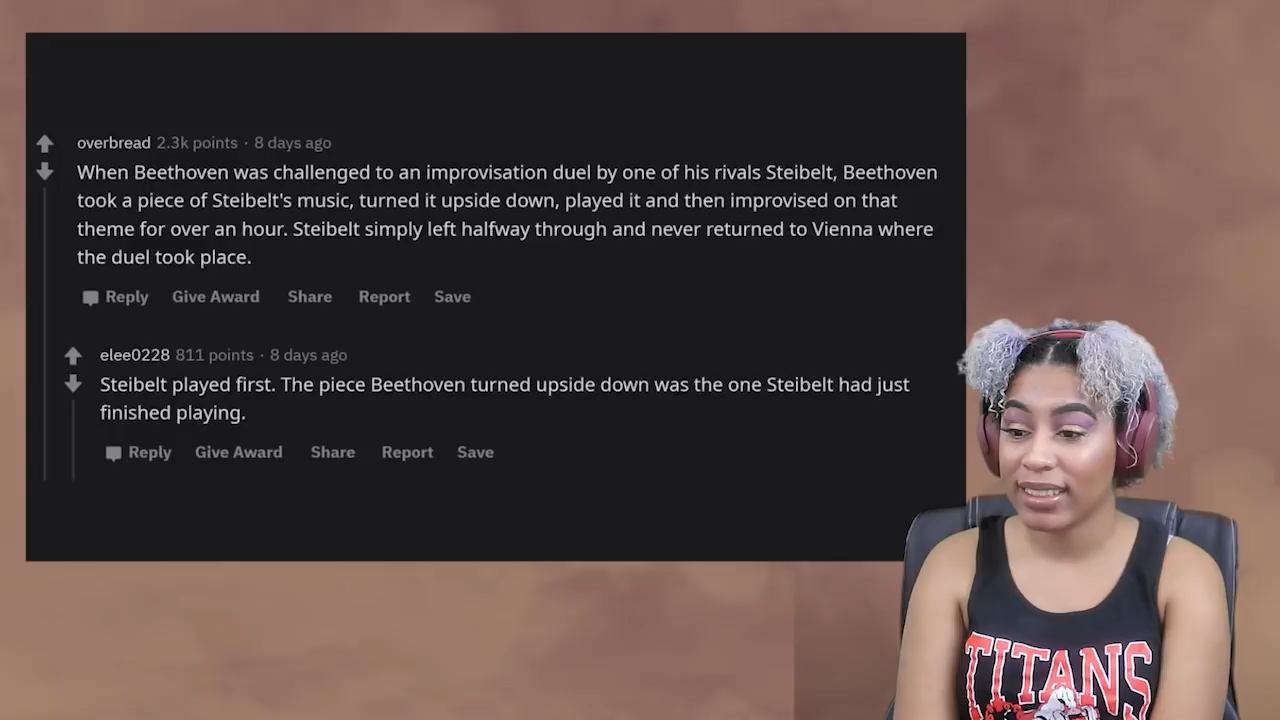 overbread 2.3k points · 8 days ago
When Beethoven was challenged to an improvisation duel by one of his rivals Steibelt, Beethoven
took a piece of Steibelt's music, turned it upside down, played it and then improvised on that
theme for over an hour. Steibelt simply left halfway through and never returned to Vienna where
the duel took place.
Reply Give Award Share Report Save
elee0228 811 points · 8 days ago
Steibelt played first. The piece Beethoven turned upside down was the one Steibelt had just
finished playing.
Reply Give Award Share Report Save
TITANS